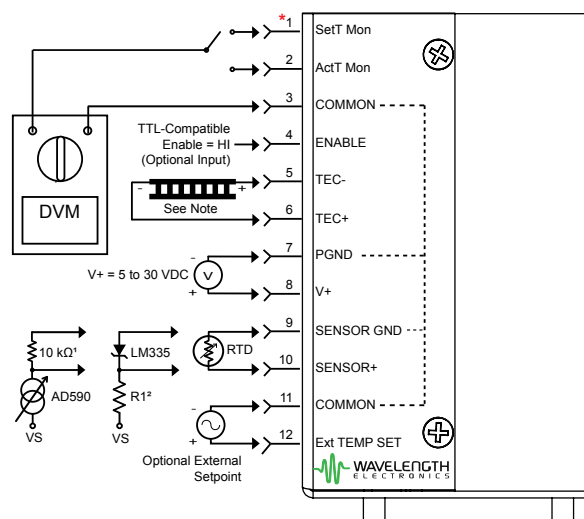 *1
SetT Mon
2
ActT Mon
3
COMMON
TTL-Compatible
Enable = HI
(Optional Input)
4
ENABLE
DVM
- +
See Note
5
TEC-
6
TEC+
V+ = 5 to 30 VDC
-
V
+
7
PGND
8
V+
10 kΩ¹
AD590
VS
LM335
R1²
VS
RTD
9
SENSOR GND
10
SENSOR+
11
COMMON
-
+
12
Ext TEMP SET
Optional External
Setpoint
WAVELENGTH
ELECTRONICS